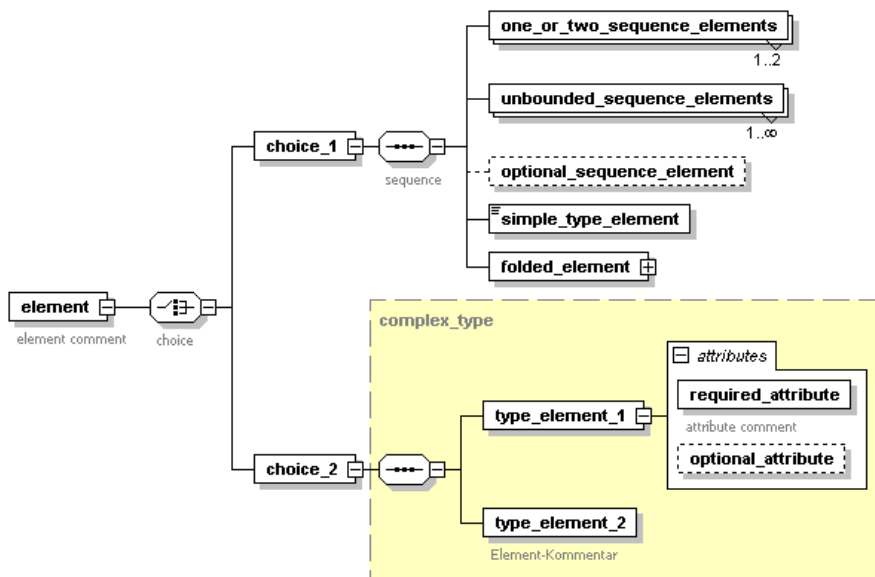 one_or_two_sequence_elements
1..2
unbounded_sequence_elements
1..∞
choice_1
sequence
optional_sequence_element
simple_type_element
folded_element
element
element comment
choice
complex_type
attributes
required_attribute
attribute comment
optional_attribute
type_element_1
choice_2
type_element_2
Element-Kommentar